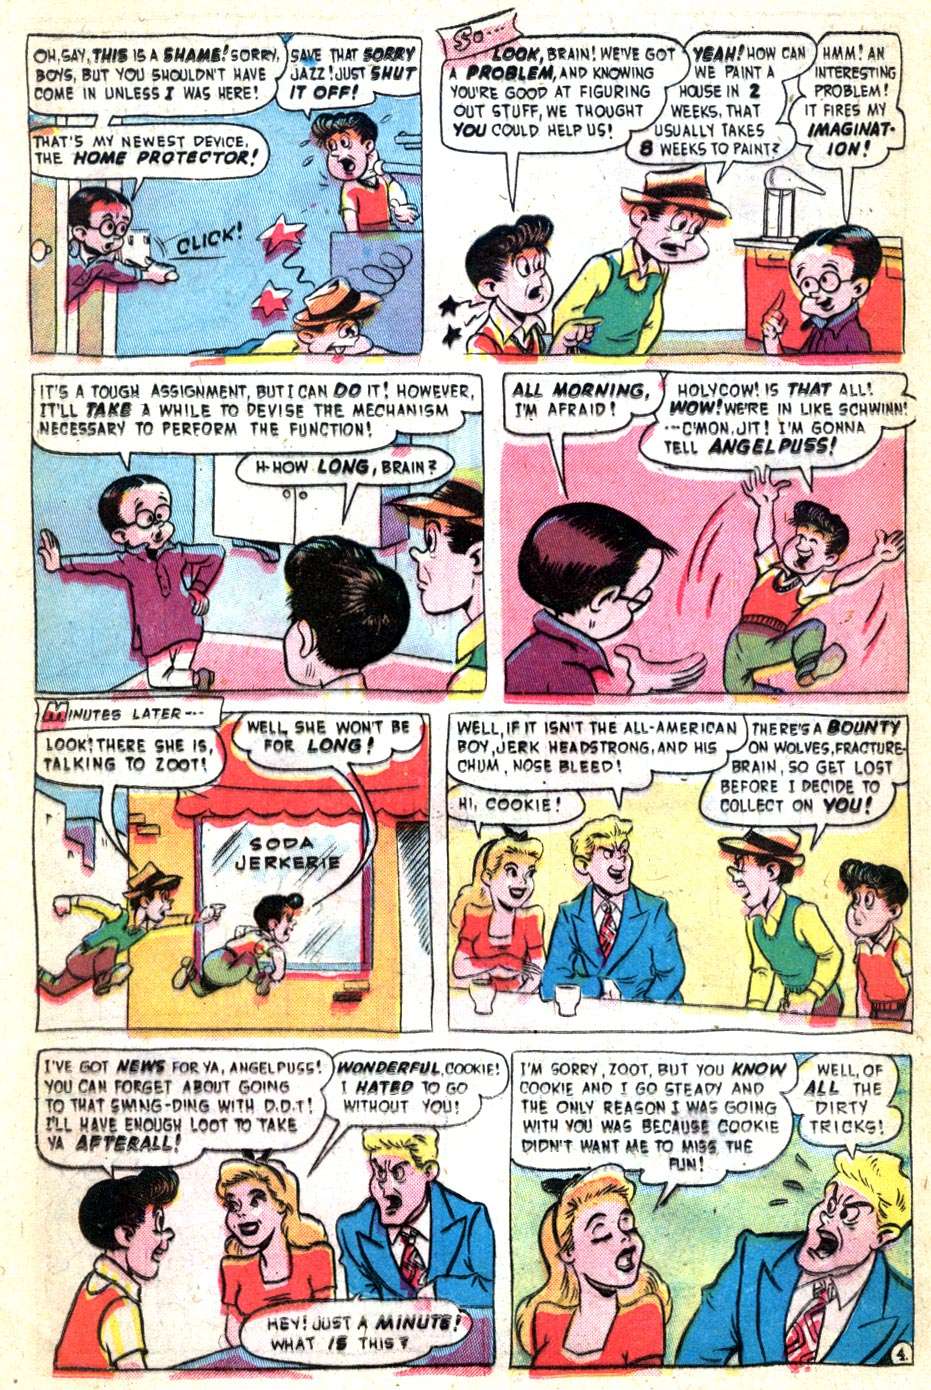 OH, SAY, THIS IS A SHAME! SORRY,
BOYS, BUT YOU SHOULDN'T HAVE
COME IN UNLESS I WAS HERE!
THAT'S MY NEWEST DEVICE,
THE HOME PROTECTOR!
SAVE THAT SORRY
JAZZ! JUST SHUT
IT OFF!
CLICK!
SO...
LOOK, BRAIN! WE'VE GOT
A PROBLEM, AND KNOWING
YOU'RE GOOD AT FIGURING
OUT STUFF, WE THOUGHT
YOU COULD HELP US!
YEAH! HOW CAN
WE PAINT A
HOUSE IN 2
WEEKS, THAT
USUALLY TAKES
8 WEEKS TO PAINT?
HMM! AN
INTERESTING
PROBLEM!
IT FIRES MY
IMAGINAT-
ION!
IT'S A TOUGH ASSIGNMENT, BUT I CAN DO IT! HOWEVER,
IT'LL TAKE A WHILE TO DEVISE THE MECHANISM
NECESSARY TO PERFORM THE FUNCTION!
H-HOW LONG, BRAIN?
ALL MORNING,
I'M AFRAID!
HOLY COW! IS THAT ALL!
WOW! WE'RE IN LIKE SCHWINN!
--C'MON, JIT! I'M GONNA
TELL ANGELPUSS!
MINUTES LATER---
LOOK! THERE SHE IS,
TALKING TO ZOOT!
WELL, SHE WON'T BE
FOR LONG!
SODA
JERKERIE
WELL, IF IT ISN'T THE ALL-AMERICAN
BOY, JERK HEADSTRONG, AND HIS
CHUM, NOSE BLEED!
HI, COOKIE!
THERE'S A BOUNTY
ON WOLVES, FRACTURE-
BRAIN, SO GET LOST
BEFORE I DECIDE TO
COLLECT ON YOU!
I'VE GOT NEWS FOR YA, ANGELPUSS!
YOU CAN FORGET ABOUT GOING
TO THAT SWING-DING WITH D.D.T!
I'LL HAVE ENOUGH LOOT TO TAKE
YA AFTERALL!
WONDERFUL, COOKIE!
I HATED TO GO
WITHOUT YOU!
HEY! JUST A MINUTE!
WHAT IS THIS?
I'M SORRY, ZOOT, BUT YOU KNOW
COOKIE AND I GO STEADY AND
THE ONLY REASON I WAS GOING
WITH YOU WAS BECAUSE COOKIE
DIDN'T WANT ME TO MISS THE
FUN!
WELL, OF
ALL THE
DIRTY
TRICKS!
4